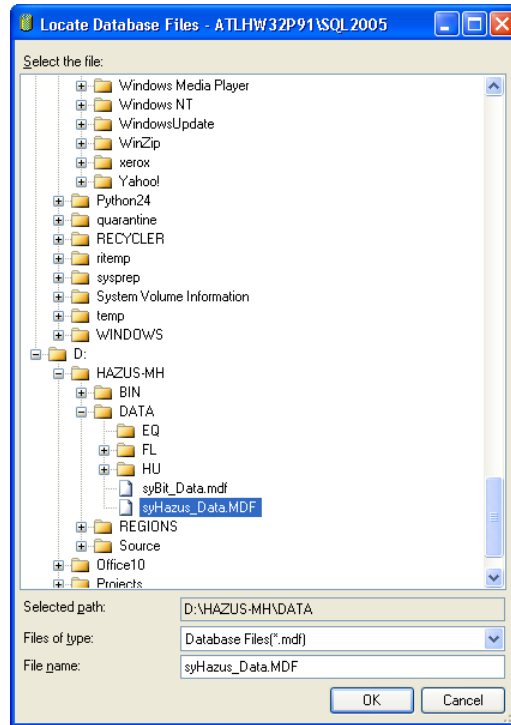 Locate Database Files - ATLHW32P91\SQL2005
Select the file:
Windows Media Player
Windows NT
WindowsUpdate
WinZip
xerox
Yahoo!
Python24
quarantine
RECYCLER
ritemp
sysprep
System Volume Information
temp
WINDOWS
D:
HAZUS-MH
BIN
DATA
EQ
FL
HU
syBit_Data.mdf
syHazus_Data.MDF
REGIONS
Source
Office10
Projects
Selected path: D:\HAZUS-MH\DATA
Files of type: Database Files(*.mdf)
File name: syHazus_Data.MDF
OK Cancel